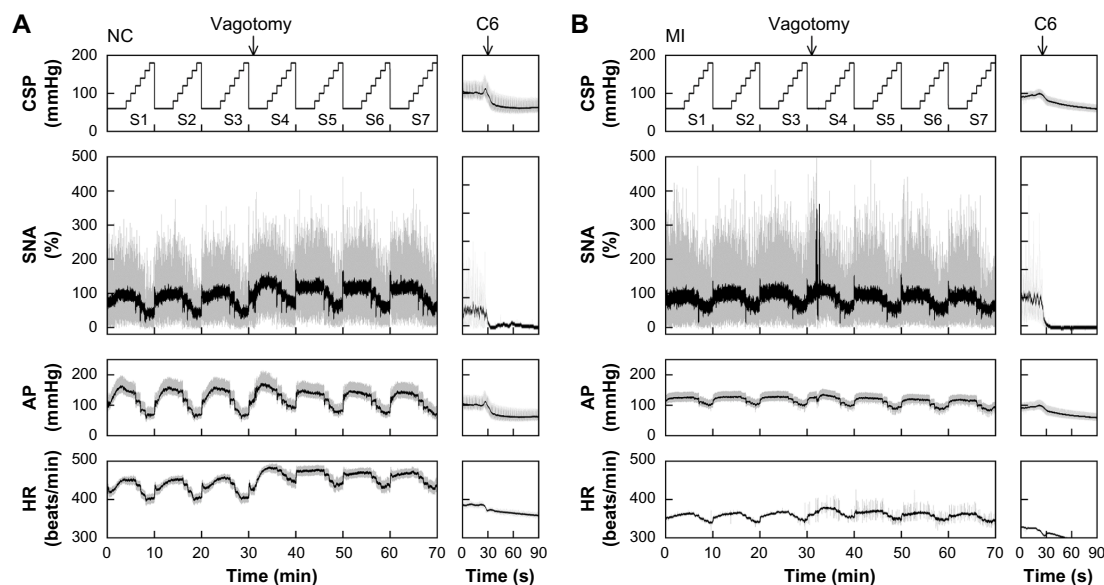 A
NC
Vagotomy
C6
B
MI
Vagotomy
C6
CSP
(mmHg)
200
100
0
S1 S2 S3 S4 S5 S6 S7
200
100
0
S1 S2 S3 S4 S5 S6 S7
SNA
(%)
500
400
300
200
100
0
SNA
(%)
500
400
300
200
100
0
AP
(mmHg)
200
100
0
AP
(mmHg)
200
100
0
HR
(beats/min)
500
400
300
HR
(beats/min)
500
400
300
0 10 20 30 40 50 60 70
0 30 60 90
0 10 20 30 40 50 60 70
0 30 60 90
Time (min)
Time (s)
Time (min)
Time (s)
CSP
(mmHg)